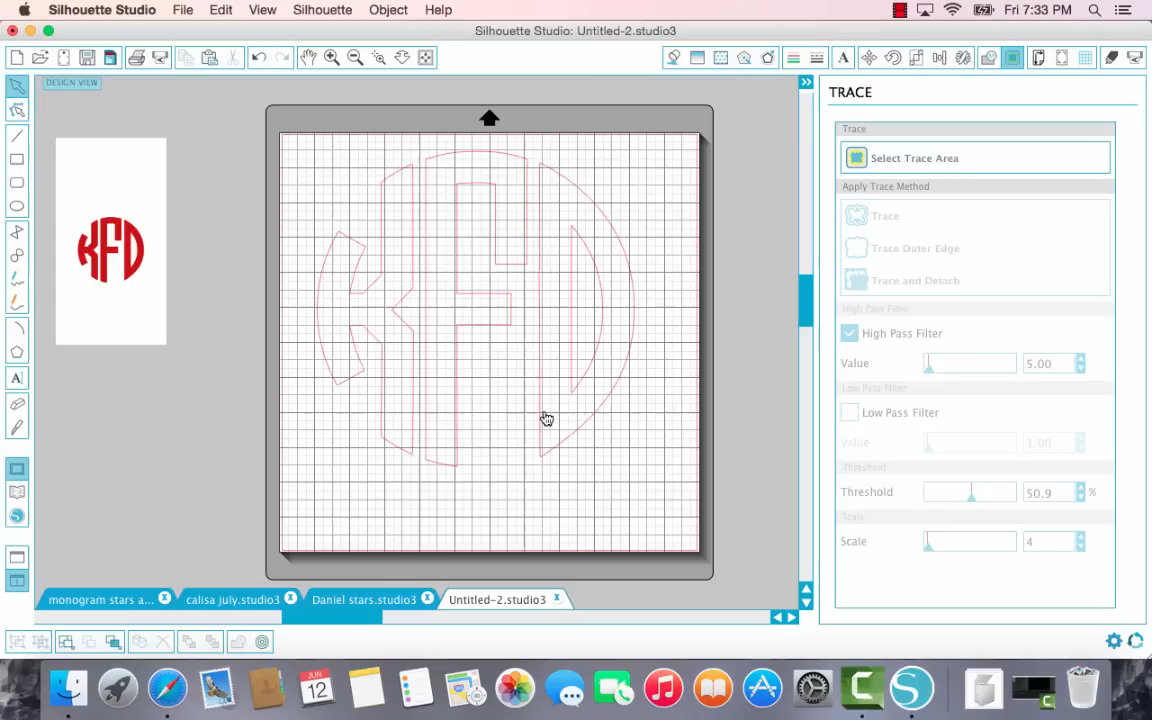 Silhouette Studio File Edit View Silhouette Object Help Fri 7:33 PM
Silhouette Studio: Untitled-2.studio3
DESIGN VIEW
TRACE
Trace
Select Trace Area
Apply Trace Method
Trace
Trace Outer Edge
Trace and Detach
High Pass Filter
High Pass Filter
Value 5.00
Low Pass Filter
Low Pass Filter
Value 1.00
Threshold
Threshold 50.9 %
Scale
Scale 4
KFD
KFD
monogram stars a... calisa july.studio3 Daniel stars.studio3 Untitled-2.studio3
JUN
12